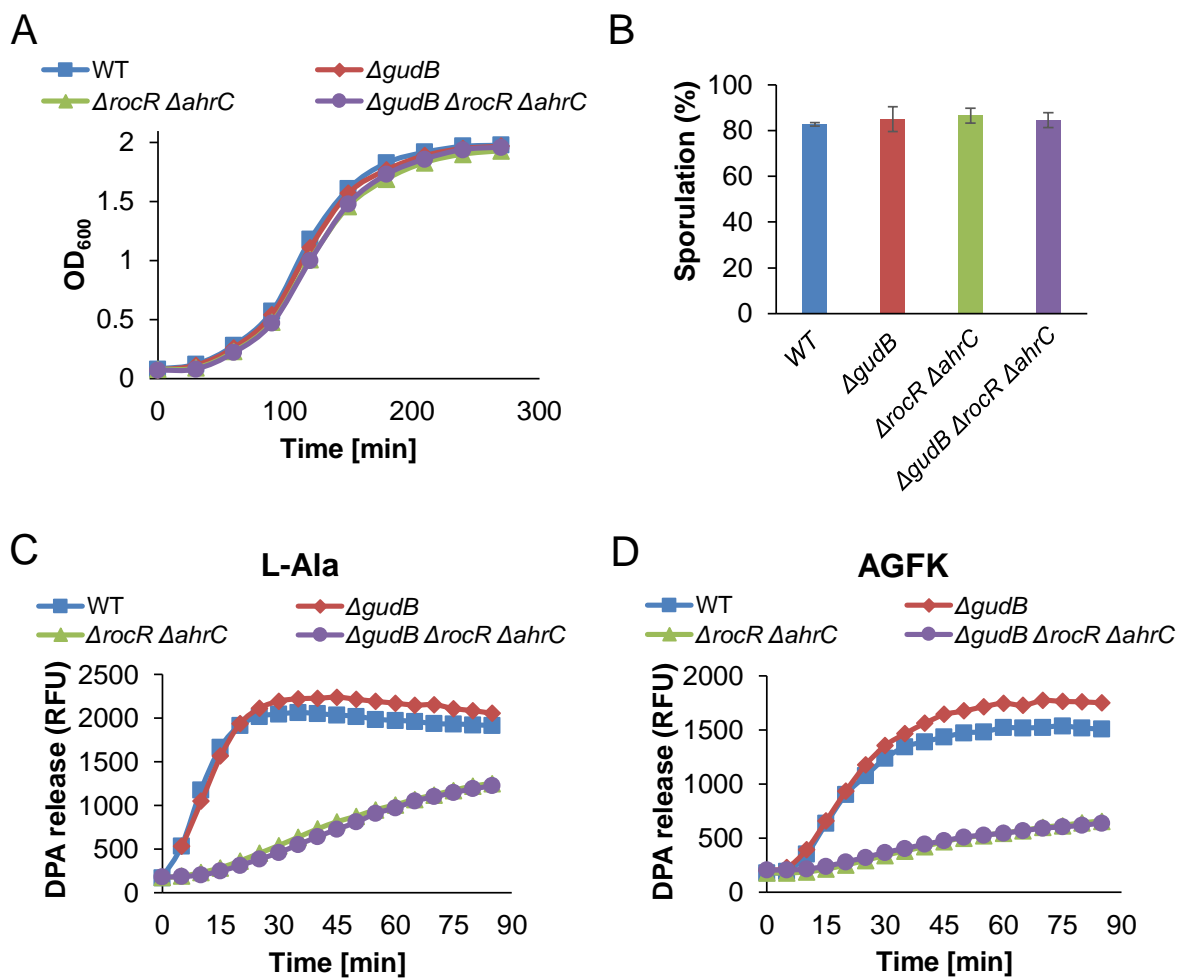 A
WT
ΔgudB
ΔrocR ΔahrC
ΔgudB ΔrocR ΔahrC
OD600
2
1.5
1
0.5
0
0
100
200
300
Time [min]
B
Sporulation (%)
100
80
60
40
20
0
WT
ΔgudB
ΔrocR ΔahrC
ΔgudB ΔrocR ΔahrC
C
L-Ala
WT
ΔgudB
ΔrocR ΔahrC
ΔgudB ΔrocR ΔahrC
DPA release (RFU)
2500
2000
1500
1000
500
0
0 15 30 45 60 75 90
Time [min]
D
AGFK
WT
ΔgudB
ΔrocR ΔahrC
ΔgudB ΔrocR ΔahrC
DPA release (RFU)
2000
1500
1000
500
0
0 15 30 45 60 75 90
Time [min]